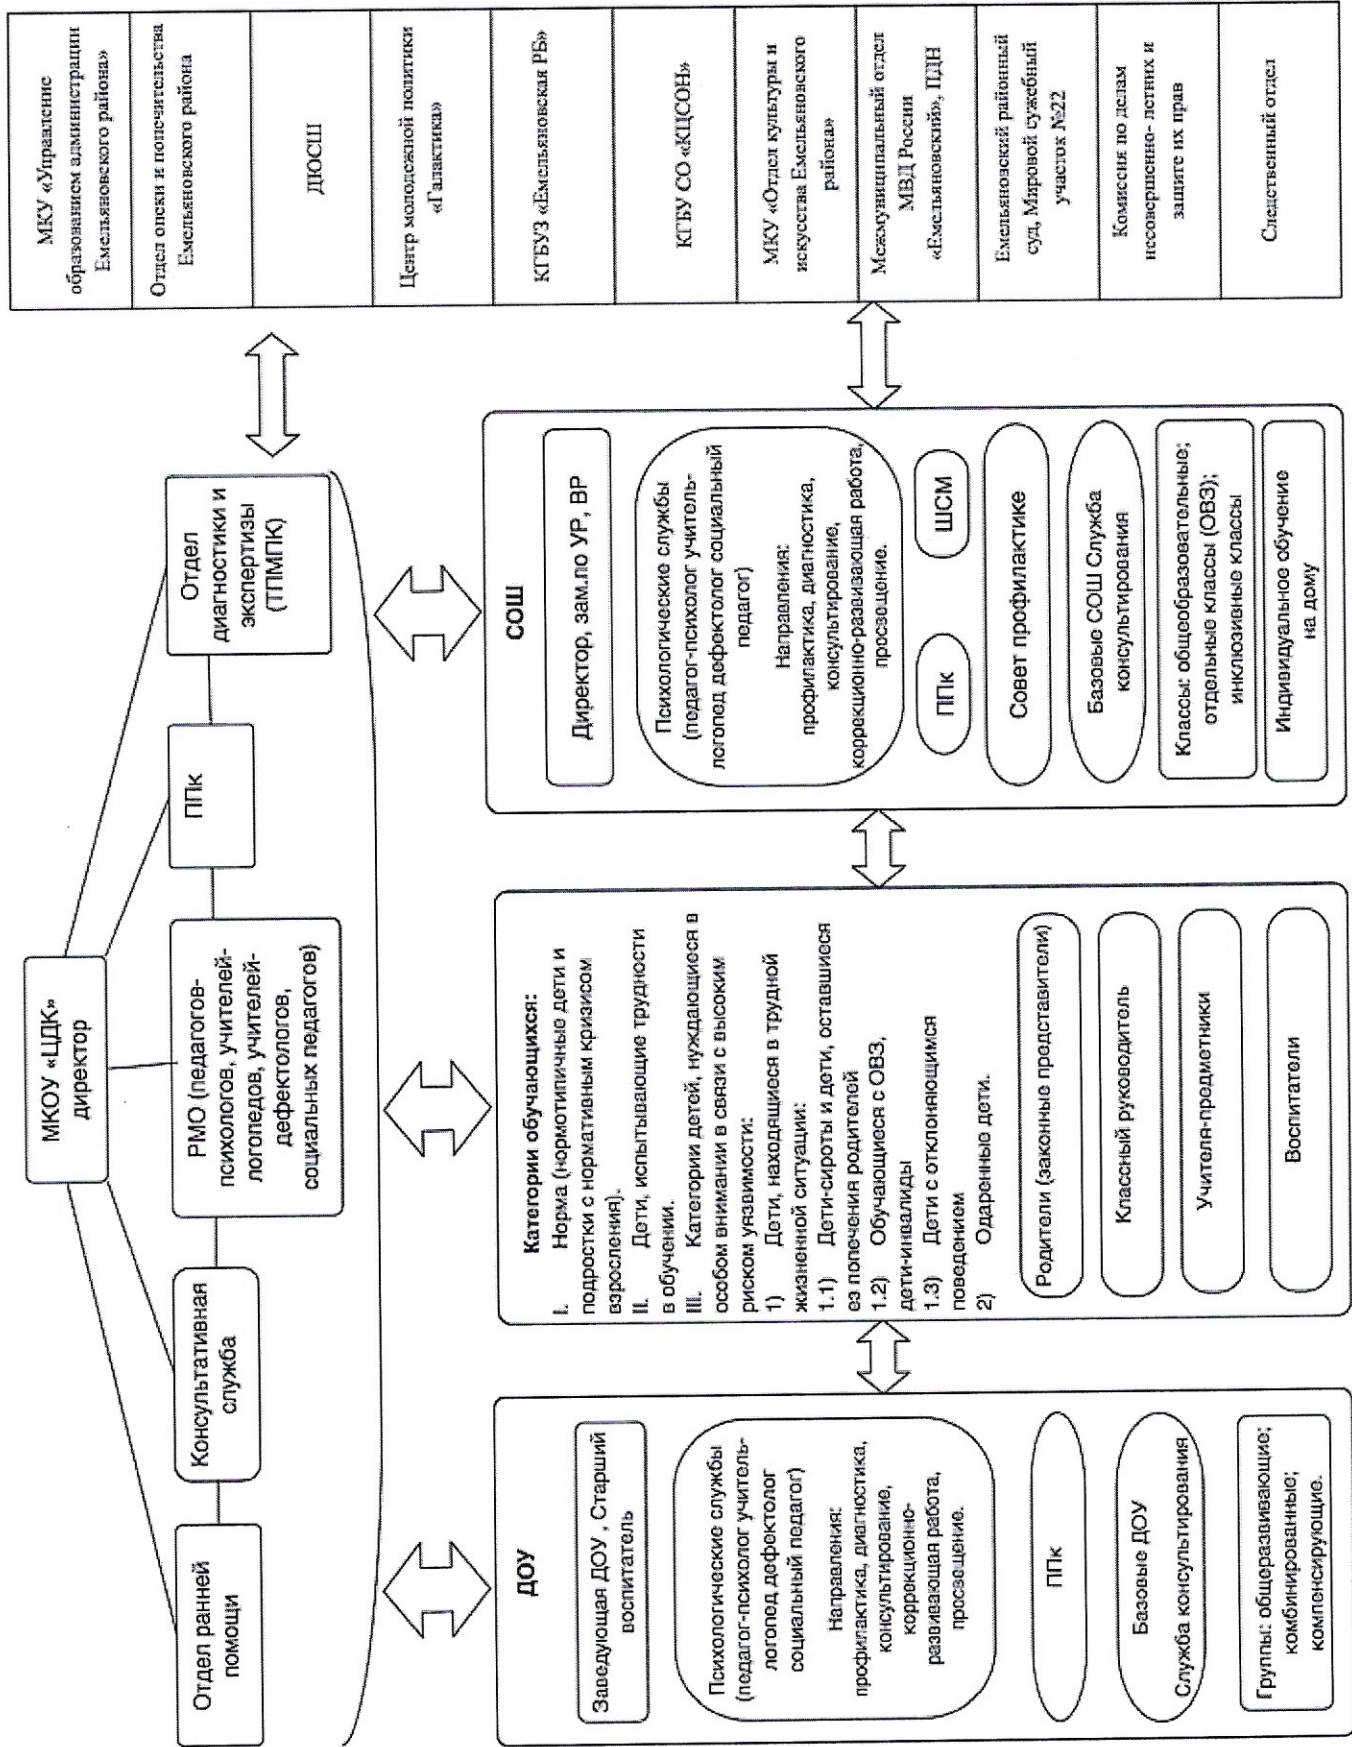 МКОУ «ЦДК»
директор
Отдел ранней
помощи
Консультативная
служба
РМО (педагогов-
психологов, учителей-
логопедов, учителей-
дефектологов,
социальных педагогов)
ППк
Отдел
диагностики и
экспертизы
(ТПМПК)
ДОУ
Заведующая ДОУ , Старший
воспитатель
Психологические службы
(педагог-психолог учитель-
логопед дефектолог
социальный педагог)
Направления:
профилактика, диагностика,
консультирование,
коррекционно-
развивающая работа,
просвещение.
ППк
Базовые ДОУ
Служба консультирования
Группы: общеразвивающие;
комбинированные;
компенсирующие.
Категории обучающихся:
I. Норма (нормотипичные дети и
подростки с нормативным кризисом
взросления).
II. Дети, испытывающие трудности
в обучении.
III. Категории детей, нуждающиеся в
особом внимании в связи с высоким
риском уязвимости:
1) Дети, находящиеся в трудной
жизненной ситуации:
1.1) Дети-сироты и дети, оставшиеся
ез попечения родителей
1.2) Обучающиеся с ОВЗ,
дети-инвалиды
1.3) Дети с отклоняющимся
поведением
2) Одаренные дети.
Родители (законные представители)
Классный руководитель
Учителя-предметники
Воспитатели
СОШ
Директор, зам.по УР, ВР
Психологические службы
(педагог-психолог учитель-
логопед дефектолог социальный
педагог)
Направления:
профилактика, диагностика,
консультирование,
коррекционно-развивающая работа,
просвещение.
ППк
ШСМ
Совет профилактике
Базовые СОШ Служба
консультирования
Классы: общеобразовательные;
отдельные классы (ОВЗ);
инклюзивные классы
Индивидуальное обучение
на дому
МКУ «Управление
образованием администрации
Емельяновского района»
Отдел опеки и попечительства
Емельяновского района
ДЮСШ
Центр молодежной политики
«Галактика»
КГБУЗ «Емельяновская РБ»
КГБУ СО «КЦСОН»
МКУ «Отдел культуры и
искусства Емельяновского
района»
Межмуниципальный отдел
МВД России
«Емельяновский», ПДН
Емельяновский районный
суд, Мировой сужебный
участок №22
Комиссия по делам
несовершенно- летних и
защите их прав
Следственный отдел